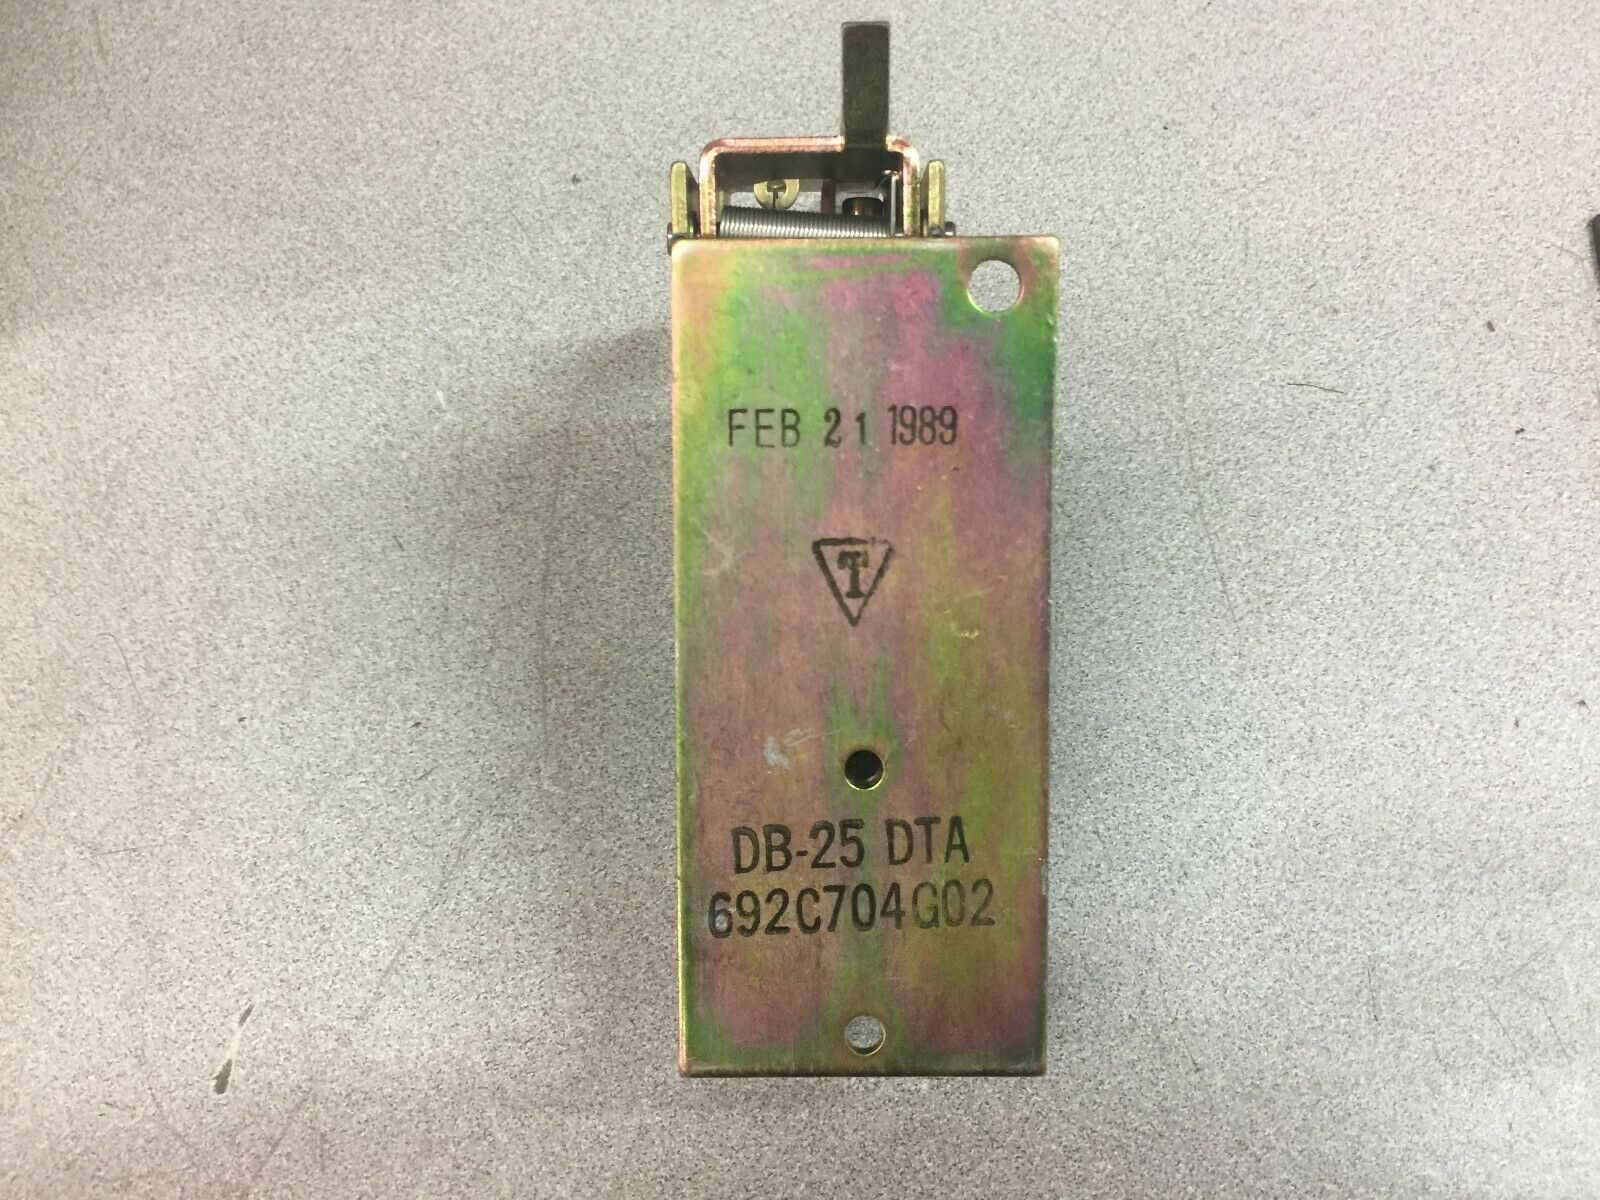 FEB 21 1989
T
DB-25 DTA
692C704G02